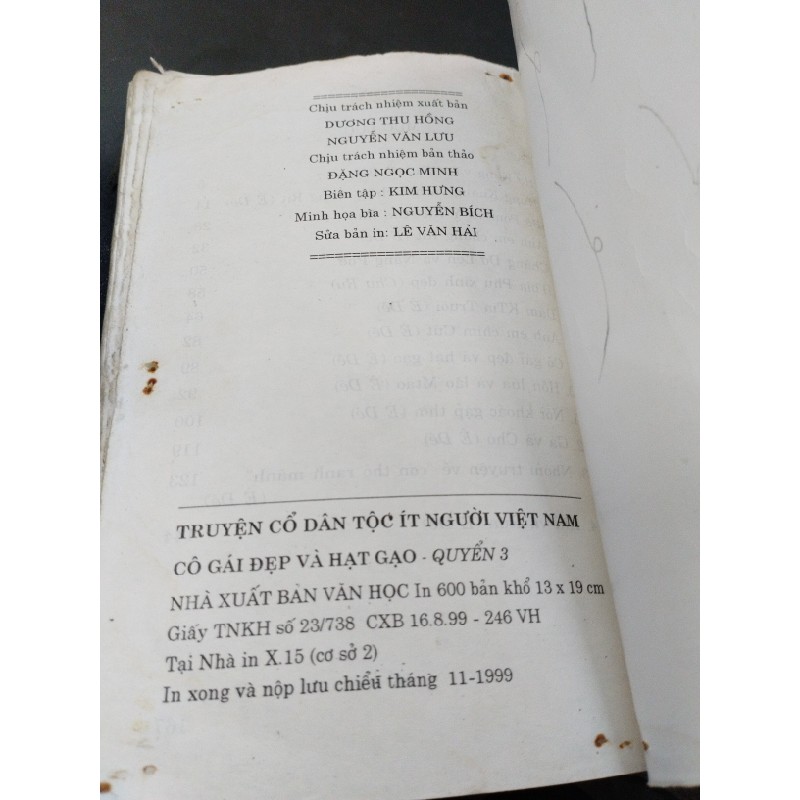 Chịu trách nhiệm xuất bản
DƯƠNG THU HỒNG
NGUYỄN VĂN LƯU
Chịu trách nhiệm bản thảo
ĐẶNG NGỌC MINH
Biên tập : KIM HƯNG
Minh họa bìa : NGUYỄN BÍCH
Sửa bản in: LÊ VĂN HẢI
TRUYỆN CỔ DÂN TỘC ÍT NGƯỜI VIỆT NAM
CÔ GÁI ĐẸP VÀ HẠT GẠO - QUYỂN 3
NHÀ XUẤT BẢN VĂN HỌC In 600 bản khổ 13 x 19 cm
Giấy TNKH số 23/738 CXB 16.8.99 - 246 VH
Tại Nhà in X.15 (cơ sở 2)
In xong và nộp lưu chiểu tháng 11-1999